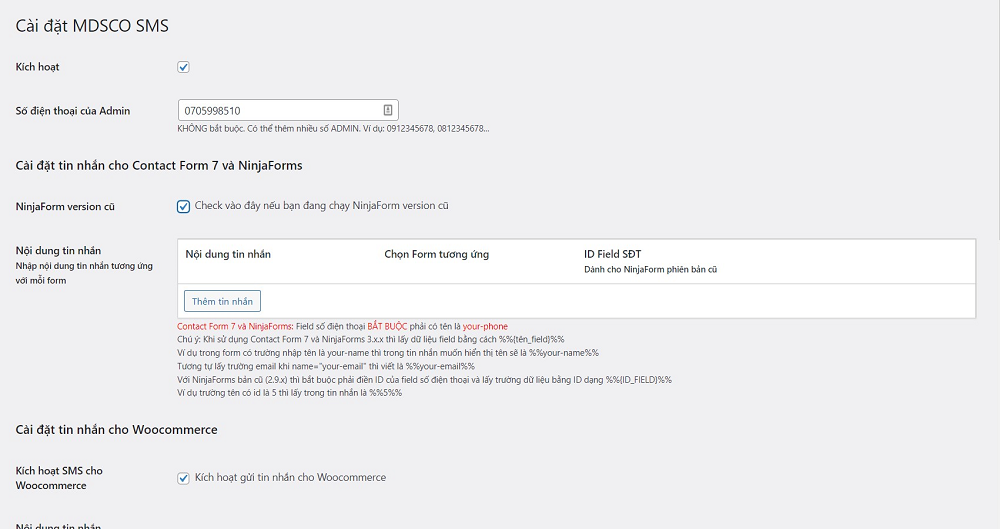 Cài đặt MDSCO SMS
Kích hoạt
Số điện thoại của Admin
0705998510
KHÔNG bắt buộc. Có thể thêm nhiều số ADMIN. Ví dụ: 0912345678, 0812345678...
Cài đặt tin nhắn cho Contact Form 7 và NinjaForms
NinjaForm version cũ
Check vào đây nếu bạn đang chạy NinjaForm version cũ
Nội dung tin nhắn
Nhập nội dung tin nhắn tương ứng
với mỗi form
Nội dung tin nhắn
Chọn Form tương ứng
ID Field SĐT
Dành cho NinjaForm phiên bản cũ
Thêm tin nhắn
Contact Form 7 và NinjaForms: Field số điện thoại BẮT BUỘC phải có tên là your-phone
Chú ý: Khi sử dụng Contact Form 7 và NinjaForms 3.x.x thì lấy dữ liệu field bằng cách %%{tên_field}%%
Ví dụ trong form có trường nhập tên là your-name thì trong tin nhắn muốn hiển thị tên sẽ là %%your-name%%
Tương tự lấy trường email khi name="your-email" thì viết là %%your-email%%
Với NinjaForms bản cũ (2.9.x) thì bắt buộc phải điền ID của field số điện thoại và lấy trường dữ liệu bằng ID dạng %%{ID_FIELD}%%
Ví dụ trường tên có id là 5 thì lấy trong tin nhắn là %%5%%
Cài đặt tin nhắn cho Woocommerce
Kích hoạt SMS cho
Woocommerce
Kích hoạt gửi tin nhắn cho Woocommerce
Nội dung tin nhắn